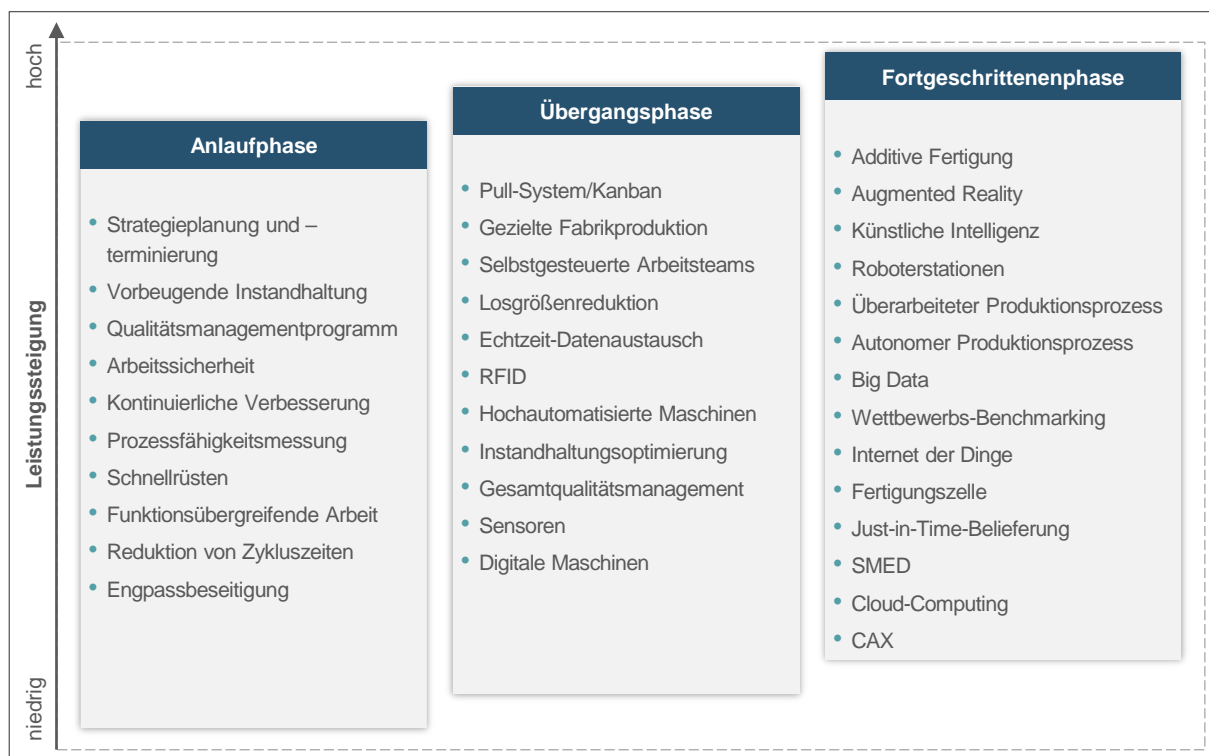 hoch
Leistungssteigung
niedrig
Anlaufphase
Strategieplanung und –
terminierung
Vorbeugende Instandhaltung
Qualitätsmanagementprogramm
Arbeitssicherheit
Kontinuierliche Verbesserung
Prozessfähigkeitsmessung
Schnellrüsten
Funktionsübergreifende Arbeit
Reduktion von Zykluszeiten
Engpassbeseitigung
Übergangsphase
Pull-System/Kanban
Gezielte Fabrikproduktion
Selbstgesteuerte Arbeitsteams
Losgrößenreduktion
Echtzeit-Datenaustausch
RFID
Hochautomatisierte Maschinen
Instandhaltungsoptimierung
Gesamtqualitätsmanagement
Sensoren
Digitale Maschinen
Fortgeschrittenenphase
Additive Fertigung
Augmented Reality
Künstliche Intelligenz
Roboterstationen
Überarbeiteter Produktionsprozess
Autonomer Produktionsprozess
Big Data
Wettbewerbs-Benchmarking
Internet der Dinge
Fertigungszelle
Just-in-Time-Belieferung
SMED
Cloud-Computing
CAX